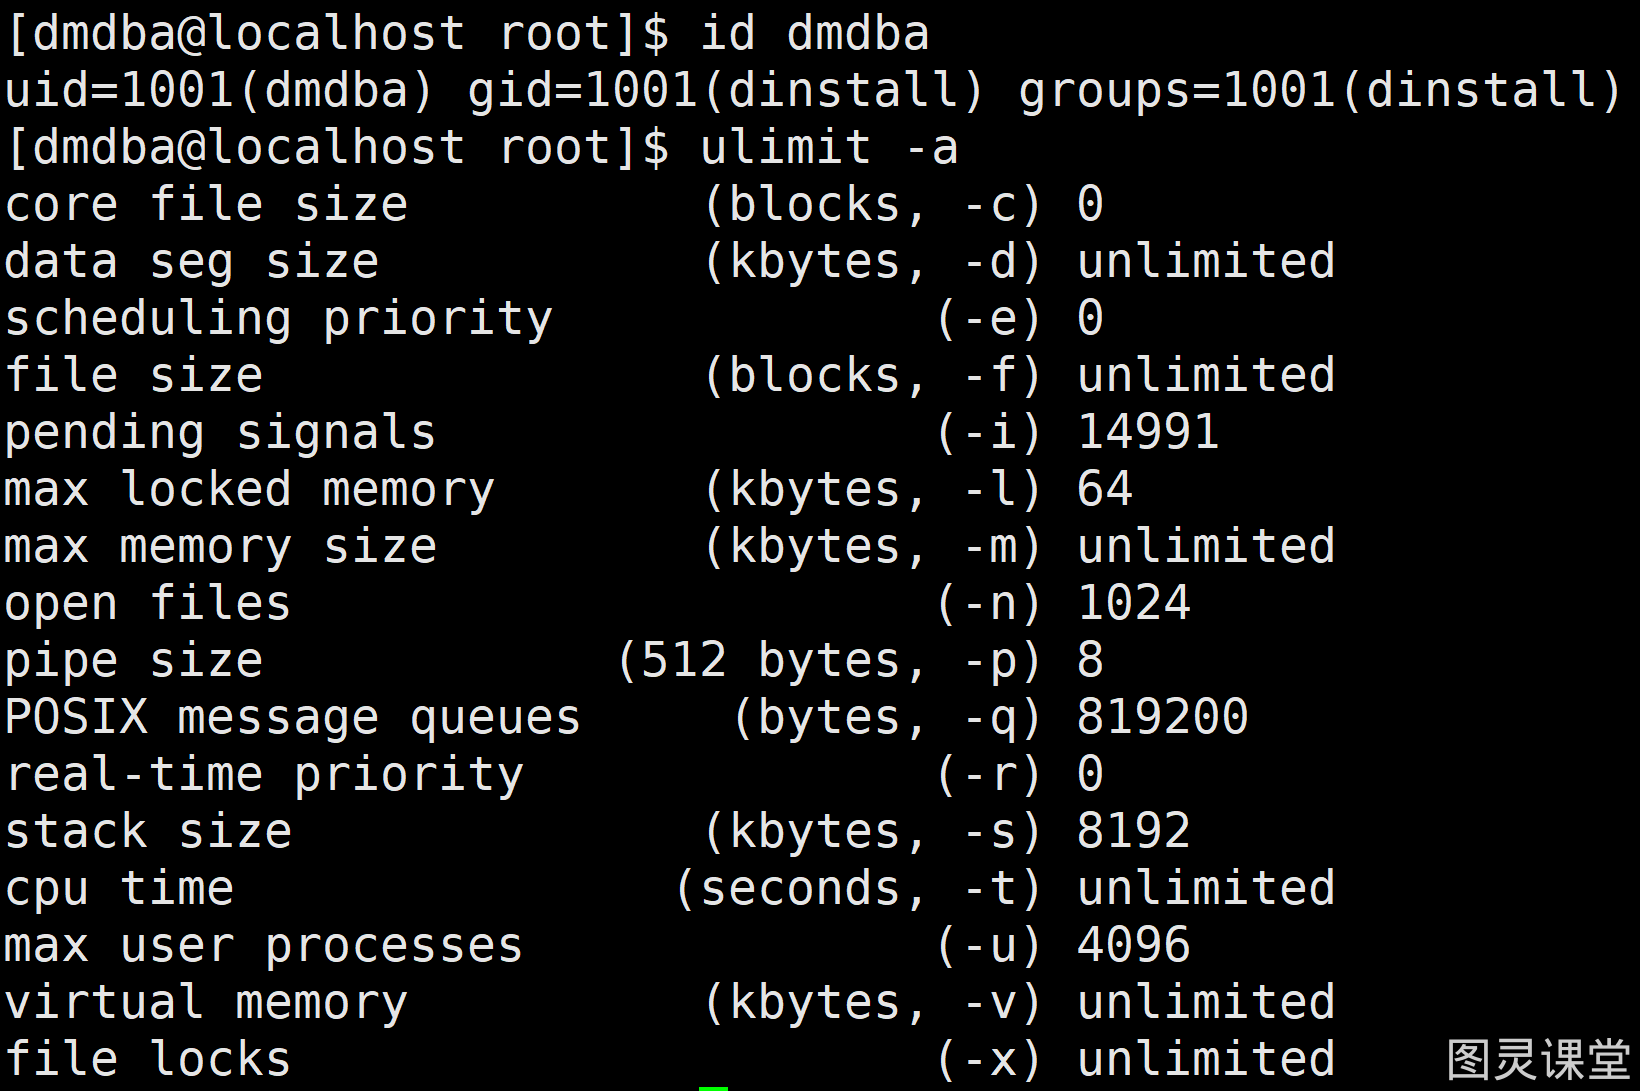 [dmdba@localhost root]$ id dmdba
uid=1001(dmdba) gid=1001(dinstall) groups=1001(dinstall)
[dmdba@localhost root]$ ulimit -a
core file size          (blocks, -c) 0
data seg size           (kbytes, -d) unlimited
scheduling priority             (-e) 0
file size               (blocks, -f) unlimited
pending signals                 (-i) 14991
max locked memory       (kbytes, -l) 64
max memory size         (kbytes, -m) unlimited
open files                      (-n) 1024
pipe size            (512 bytes, -p) 8
POSIX message queues     (bytes, -q) 819200
real-time priority              (-r) 0
stack size              (kbytes, -s) 8192
cpu time               (seconds, -t) unlimited
max user processes              (-u) 4096
virtual memory          (kbytes, -v) unlimited
file locks                      (-x) unlimited
图灵课堂